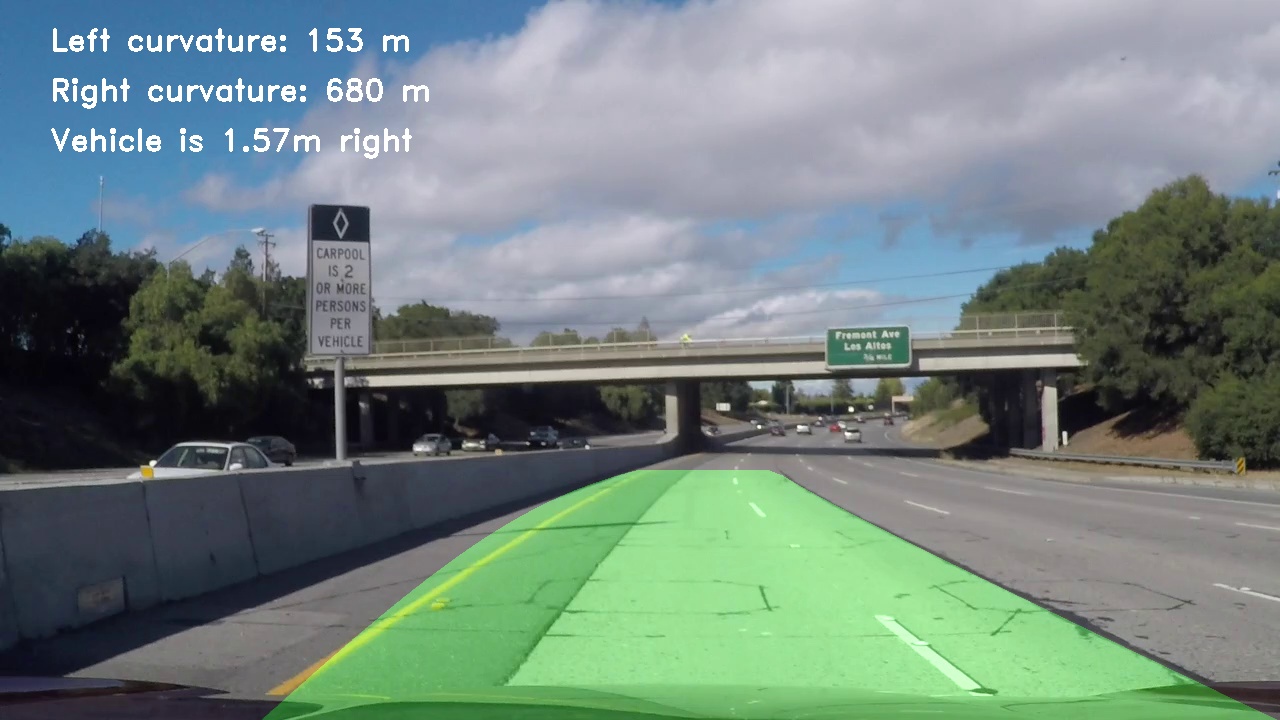 Left curvature: 153 m
Right curvature: 680 m
Vehicle is 1.57m right
CARPOOL
IS 2
OR MORE
PERSONS
PER
VEHICLE
Fremont Ave
Los Altos
MILE